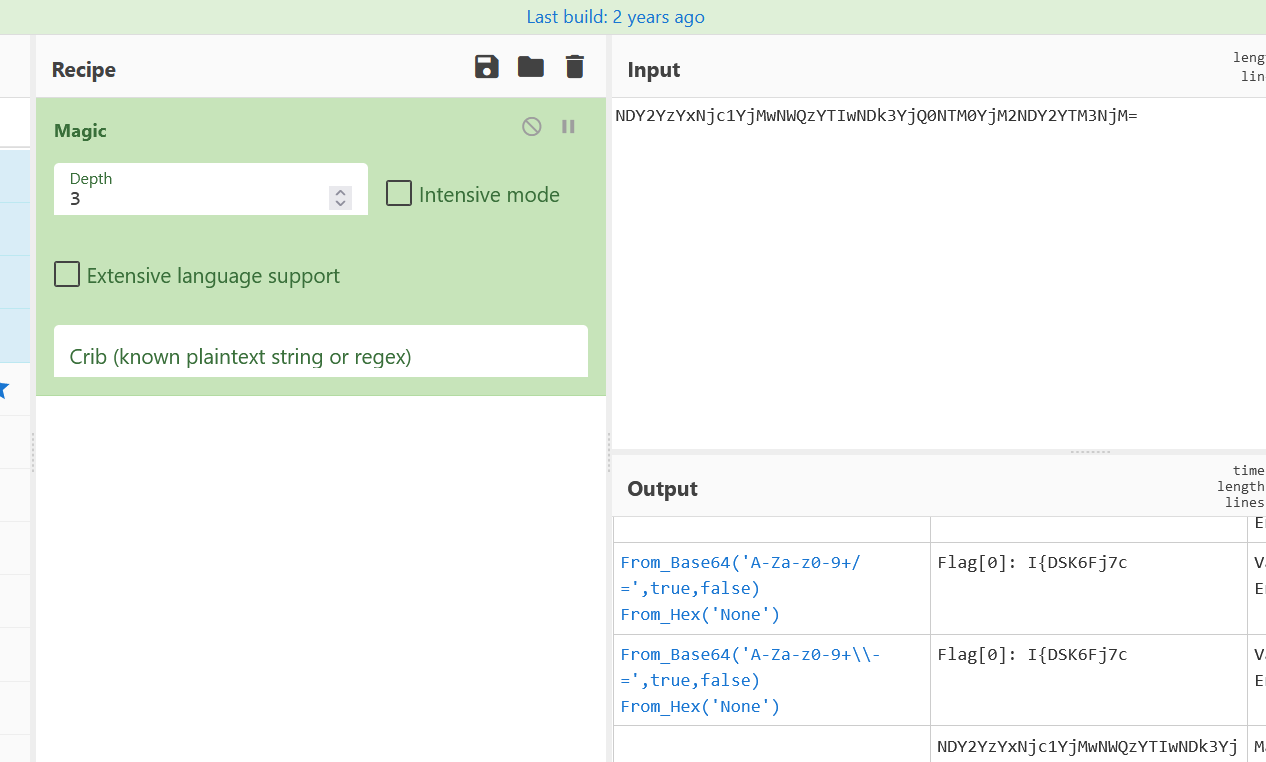 Last build: 2 years ago
Recipe
Magic
Depth
3
Intensive mode
Extensive language support
Crib (known plaintext string or regex)
Input
NDY2YzYxNjc1YjMwNWQzYTIwNDk3YjQ0NTM0YjM2NDY2YTM3NjM=
Output
time
length
lines
From_Base64('A-Za-z0-9+/
=',true,false)
From_Hex('None')
Flag[0]: I{DSK6Fj7c
From_Base64('A-Za-z0-9+\\-
=',true,false)
From_Hex('None')
Flag[0]: I{DSK6Fj7c
NDY2YzYxNjc1YjMwNWQzYTIwNDk3Yj